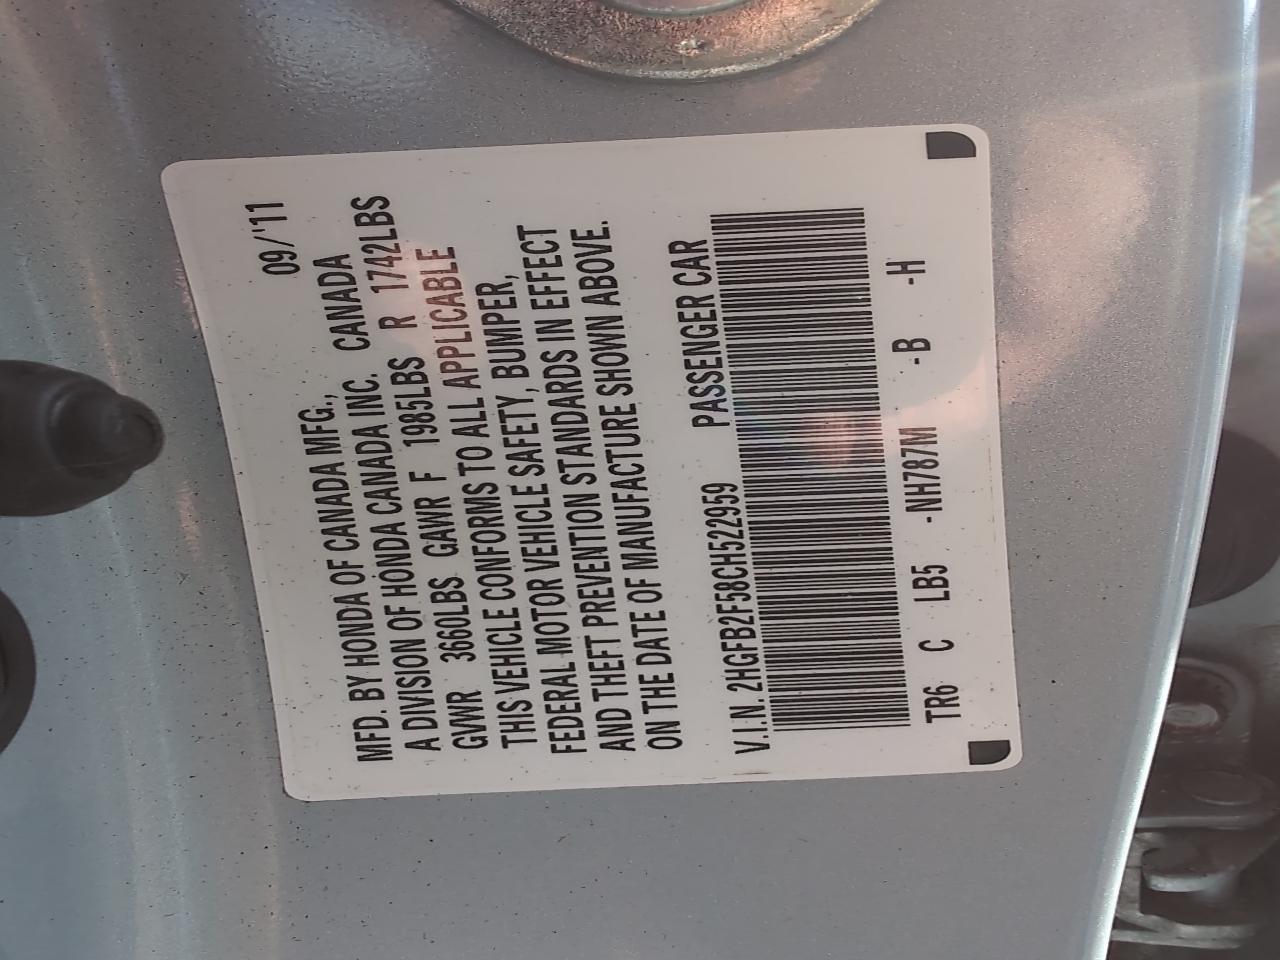 09/'11
MFD. BY HONDA OF CANADA MFG.,
A DIVISION OF HONDA CANADA INC. CANADA
GVWR 3660LBS GAWR F 1985LBS R 1742LBS
THIS VEHICLE CONFORMS TO ALL APPLICABLE
FEDERAL MOTOR VEHICLE SAFETY, BUMPER,
AND THEFT PREVENTION STANDARDS IN EFFECT
ON THE DATE OF MANUFACTURE SHOWN ABOVE.
V.I.N. 2HGFB2F58CH522959 PASSENGER CAR
TR6 C LB5 -NH787M -B -H